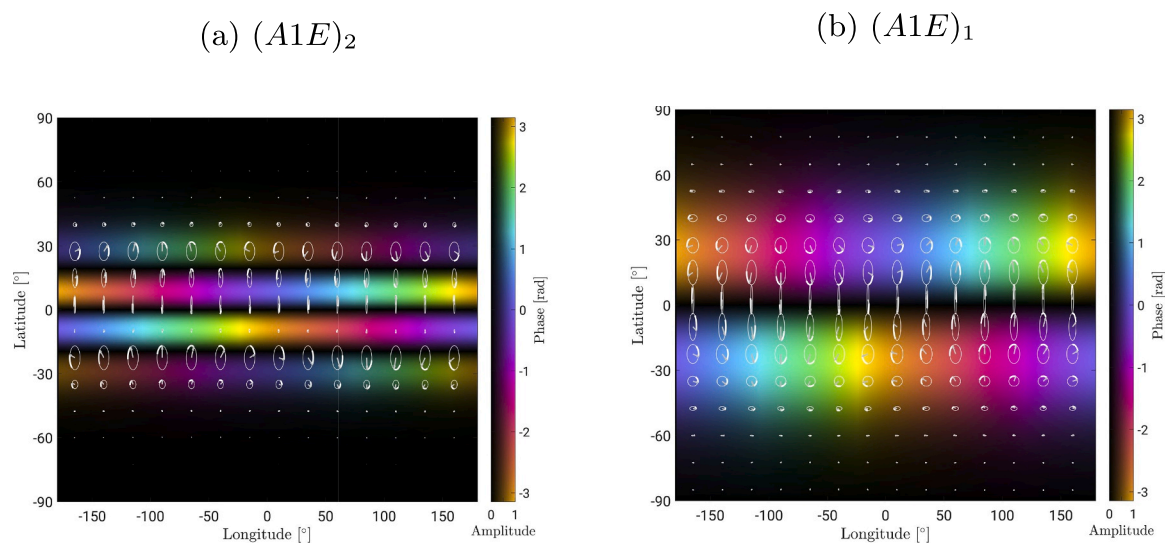 (a) (A1E)₂
(b) (A1E)₁
90
60
30
0
-30
-60
-90
Latitude [°]
-150 -100 -50 0 50 100 150
Longitude [°]
3
2
1
0
-1
-2
-3
Phase [rad]
0 1
Amplitude
90
60
30
0
-30
-60
-90
Latitude [°]
-150 -100 -50 0 50 100 150
Longitude [°]
3
2
1
0
-1
-2
-3
Phase [rad]
0 1
Amplitude